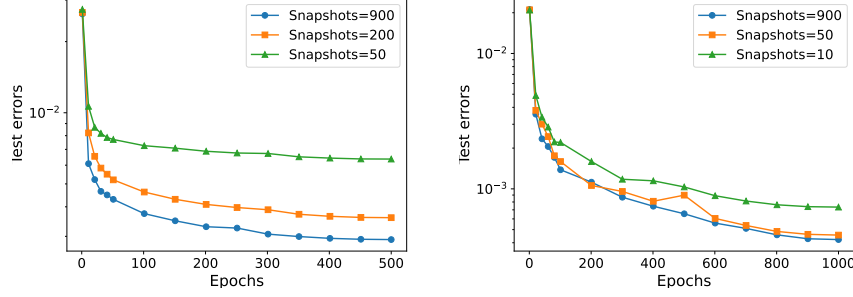 Snapshots=900
Snapshots=200
Snapshots=50
Test errors
10⁻²
0 100 200 300 400 500
Epochs
Snapshots=900
Snapshots=50
Snapshots=10
Test errors
10⁻²
10⁻³
0 200 400 600 800 1000
Epochs